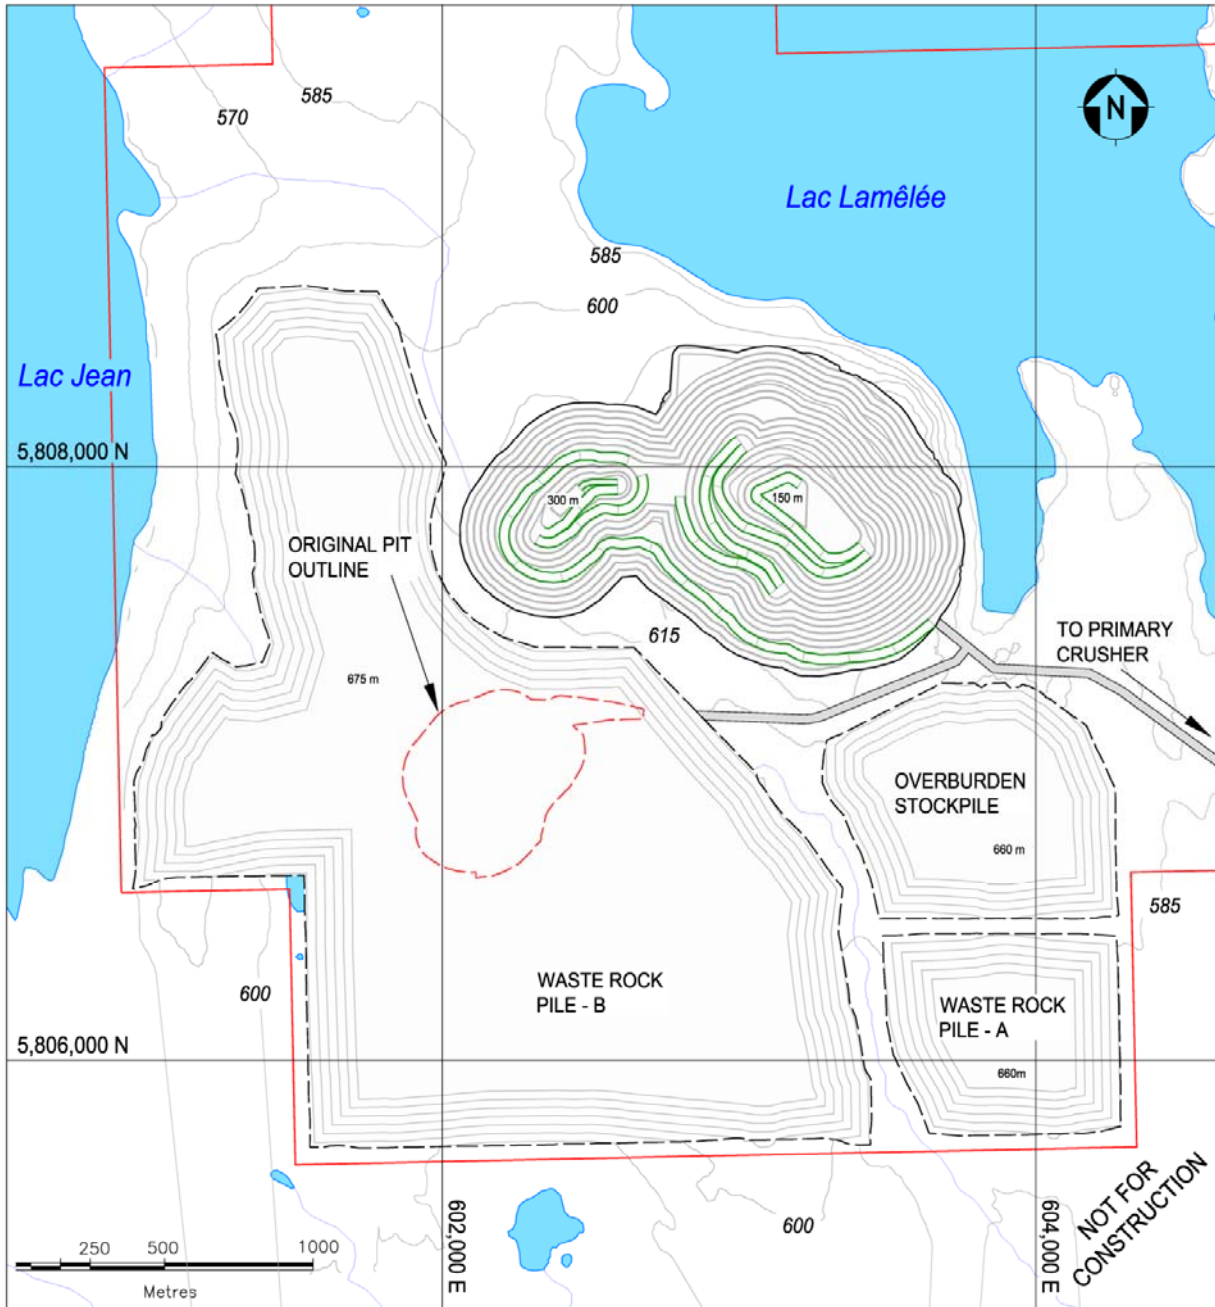 585
570
N
Lac Lamêlée
585
600
Lac Jean
5,808,000 N
300 m
150 m
ORIGINAL PIT
OUTLINE
615
TO PRIMARY
CRUSHER
675 m
OVERBURDEN
STOCKPILE
660 m
585
WASTE ROCK
PILE - B
600
WASTE ROCK
PILE - A
5,806,000 N
660m
NOT FOR
CONSTRUCTION
602,000 E
604,000 E
600
250 500 1000
Metres